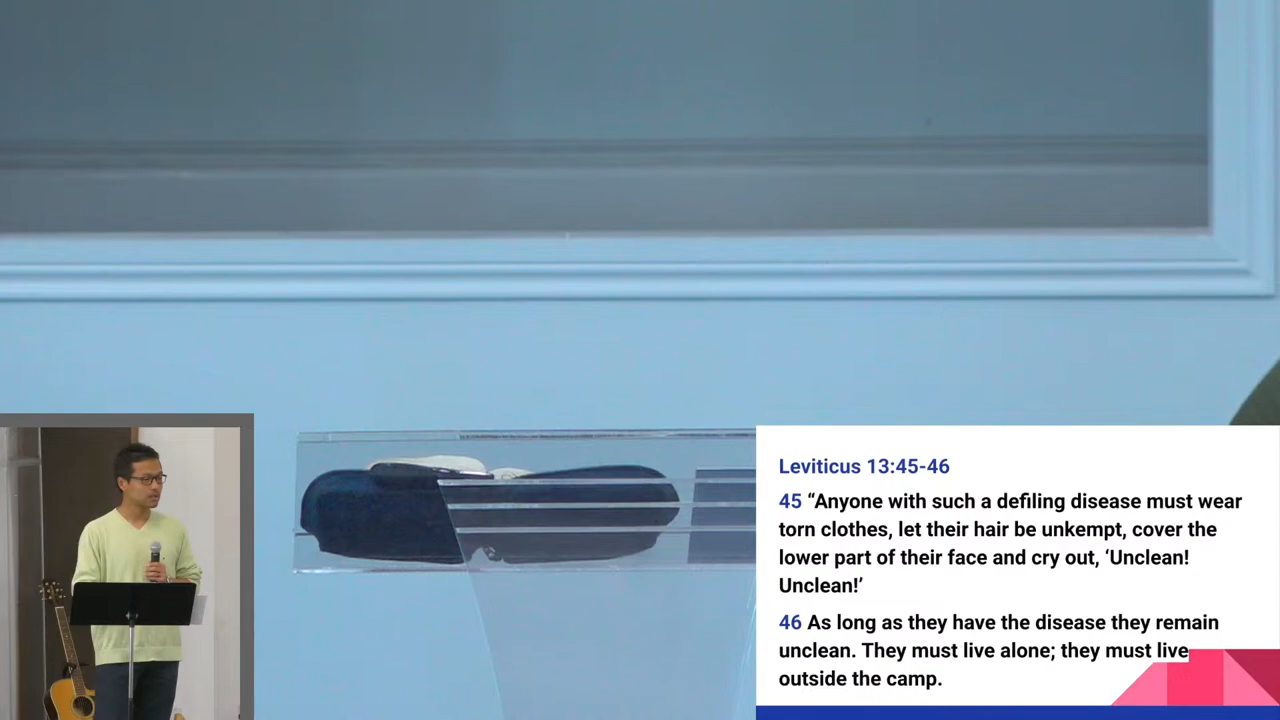 Leviticus 13:45-46
45 “Anyone with such a defiling disease must wear
torn clothes, let their hair be unkempt, cover the
lower part of their face and cry out, ‘Unclean!
Unclean!’
46 As long as they have the disease they remain
unclean. They must live alone; they must live
outside the camp.